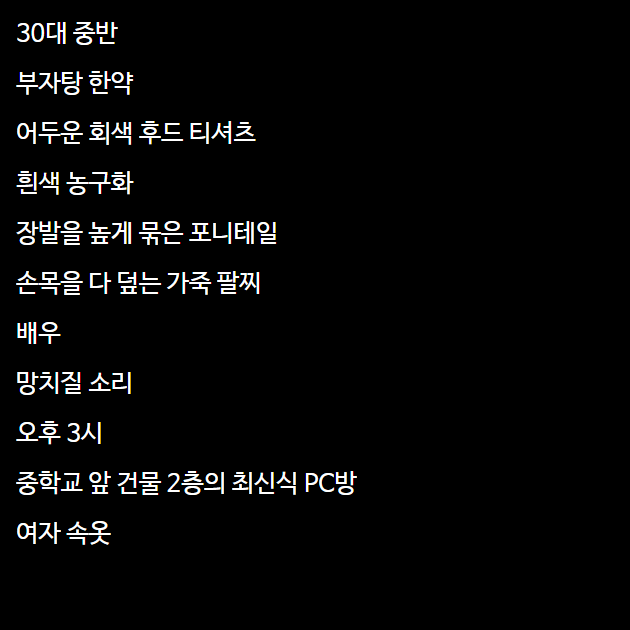 30대 중반
부자탕 한약
어두운 회색 후드 티셔츠
흰색 농구화
장발을 높게 묶은 포니테일
손목을 다 덮는 가죽 팔찌
배우
망치질 소리
오후 3시
중학교 앞 건물 2층의 최신식 PC방
여자 속옷